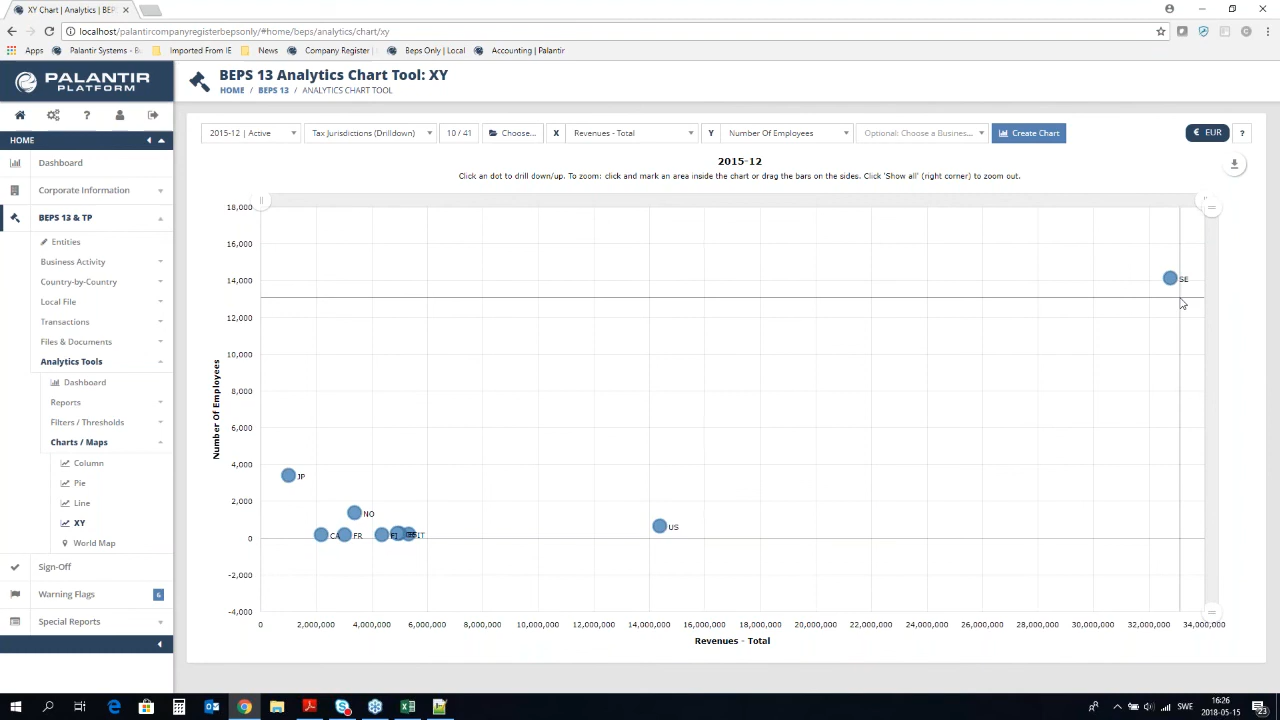 XY Chart | Analytics | BEP
localhost/palantircompanyregisterbepsonly/#home/beps/analytics/chart/xy
Apps Palantir Systems - B Imported From IE News Company Register | Beps Only | Local Accounting | Palantir
PALANTIR
PLATFORM
BEPS 13 Analytics Chart Tool: XY
HOME / BEPS 13 / ANALYTICS CHART TOOL
?
HOME
Dashboard
Corporate Information
BEPS 13 & TP
Entities
Business Activity
Country-by-Country
Local File
Transactions
Files & Documents
Analytics Tools
Dashboard
Reports
Filters / Thresholds
Charts / Maps
Column
Pie
Line
XY
World Map
Sign-Off
Warning Flags 6
Special Reports
2015-12 | Active Tax Jurisdictions (Drilldown) 10 / 41 Choose... X Revenues - Total Y Number Of Employees Optional: Choose a Busines... Create Chart € EUR ?
2015-12
Click an dot to drill down/up. To zoom: click and mark an area inside the chart or drag the bars on the sides. Click 'Show all' (right corner) to zoom out.
18,000
16,000
14,000
12,000
10,000
8,000
6,000
4,000
2,000
0
-2,000
-4,000
Number Of Employees
SE
JP
NO
US
CA FR FI IT
0 2,000,000 4,000,000 6,000,000 8,000,000 10,000,000 12,000,000 14,000,000 16,000,000 18,000,000 20,000,000 22,000,000 24,000,000 26,000,000 28,000,000 30,000,000 32,000,000 34,000,000
Revenues - Total
SWE
16:26
2018-05-15
23